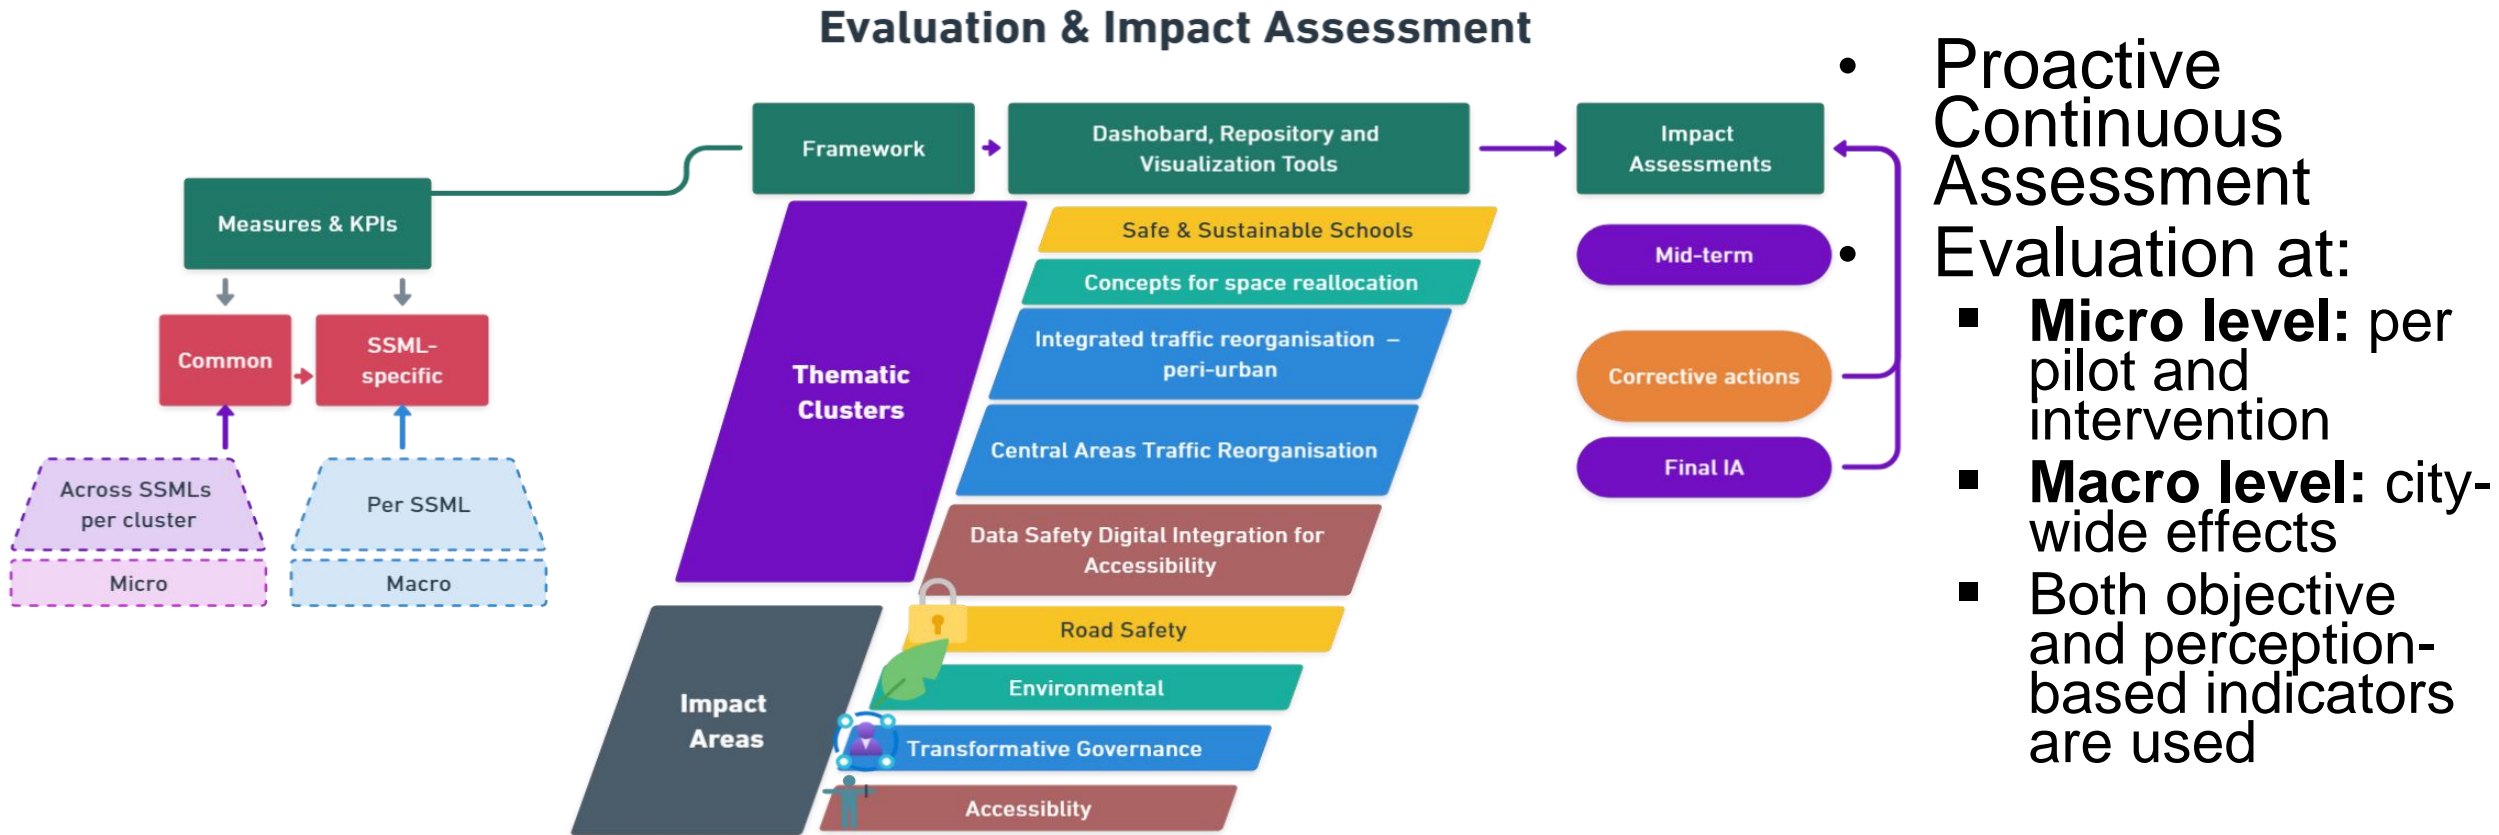 Evaluation & Impact Assessment
Measures & KPIs
Common
SSML-
specific
Across SSMLs
per cluster
Micro
Per SSML
Macro
Framework
Dashobard, Repository and
Visualization Tools
Impact
Assessments
Thematic
Clusters
Safe & Sustainable Schools
Concepts for space reallocation
Integrated traffic reorganisation –
peri-urban
Central Areas Traffic Reorganisation
Data Safety Digital Integration for
Accessibility
Impact
Areas
Road Safety
Environmental
Transformative Governance
Accessiblity
Mid-term
Corrective actions
Final IA
• Proactive
Continuous
Assessment
• Evaluation at:
▪ Micro level: per
pilot and
intervention
▪ Macro level: city-
wide effects
▪ Both objective
and perception-
based indicators
are used